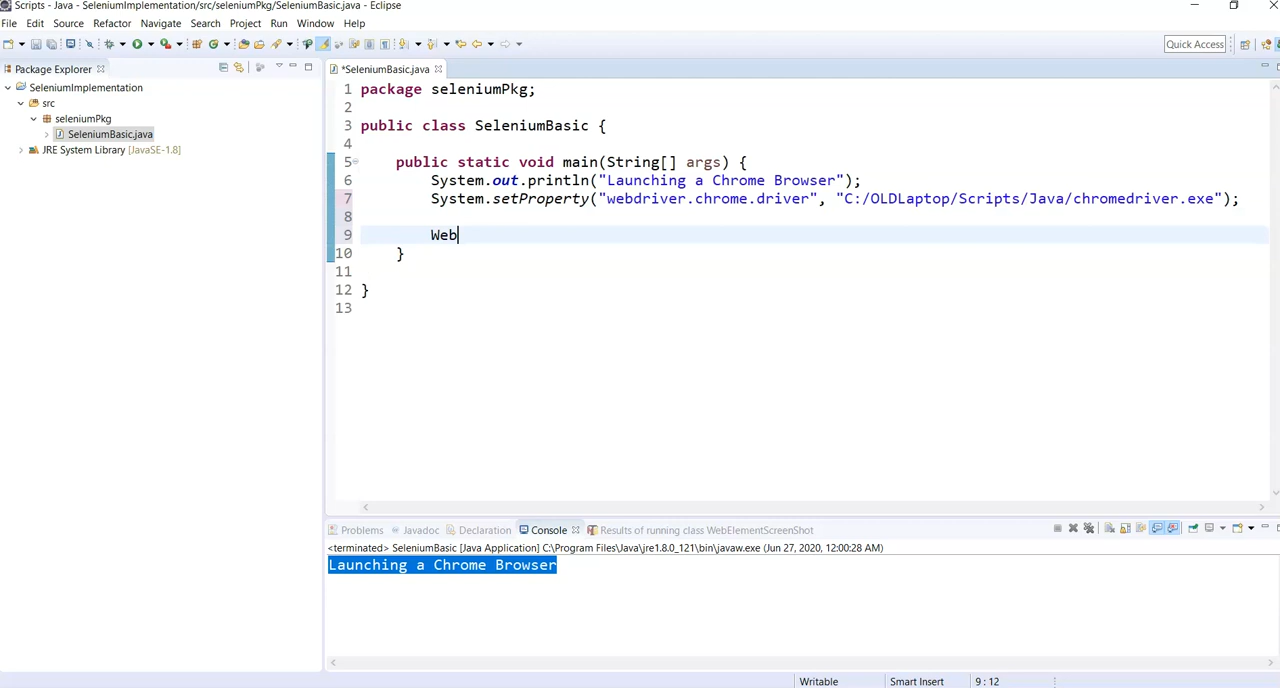 Scripts - Java - SeleniumImplementation/src/seleniumPkg/SeleniumBasic.java - Eclipse
File Edit Source Refactor Navigate Search Project Run Window Help
Quick Access
Package Explorer
SeleniumImplementation
src
seleniumPkg
SeleniumBasic.java
JRE System Library [JavaSE-1.8]
*SeleniumBasic.java
1 package seleniumPkg;
2
3 public class SeleniumBasic {
4
5 public static void main(String[] args) {
6 System.out.println("Launching a Chrome Browser");
7 System.setProperty("webdriver.chrome.driver", "C:/OLDLaptop/Scripts/Java/chromedriver.exe");
8
9 Web
10 }
11
12 }
13
Problems Javadoc Declaration Console Results of running class WebElementScreenShot
<terminated> SeleniumBasic [Java Application] C:\Program Files\Java\jre1.8.0_121\bin\javaw.exe (Jun 27, 2020, 12:00:28 AM)
Launching a Chrome Browser
Writable Smart Insert 9 : 12